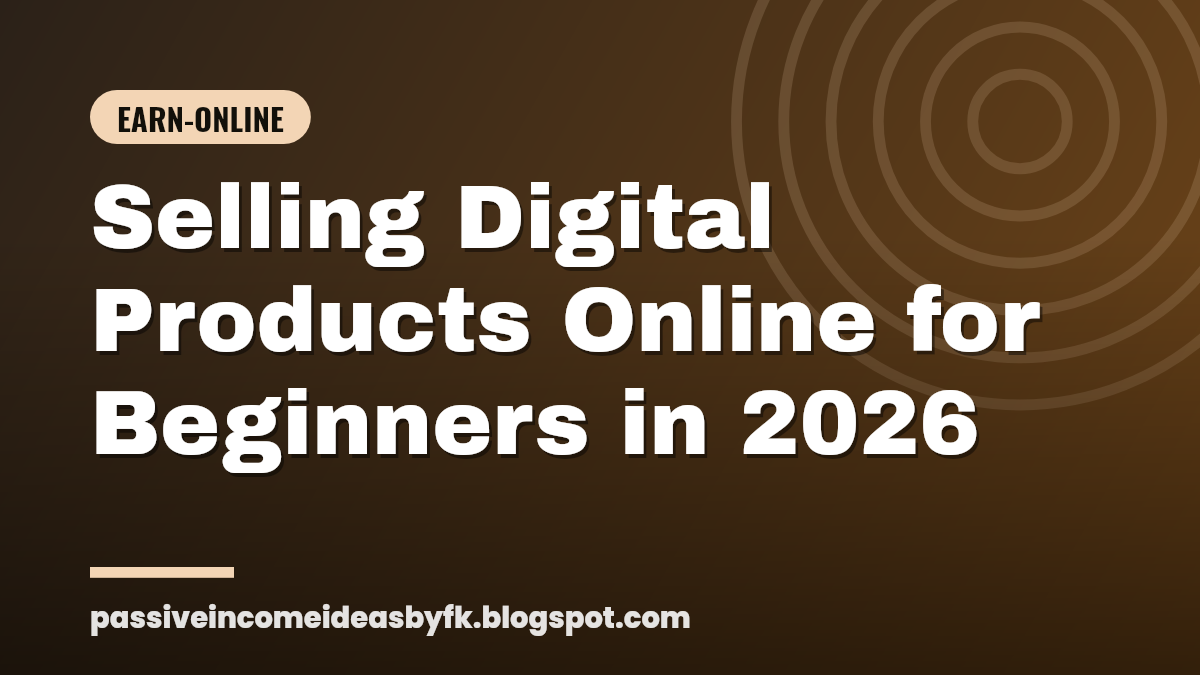 EARN-ONLINE
Selling Digital
Products Online for
Beginners in 2026
passiveincomeideasbyfk.blogspot.com